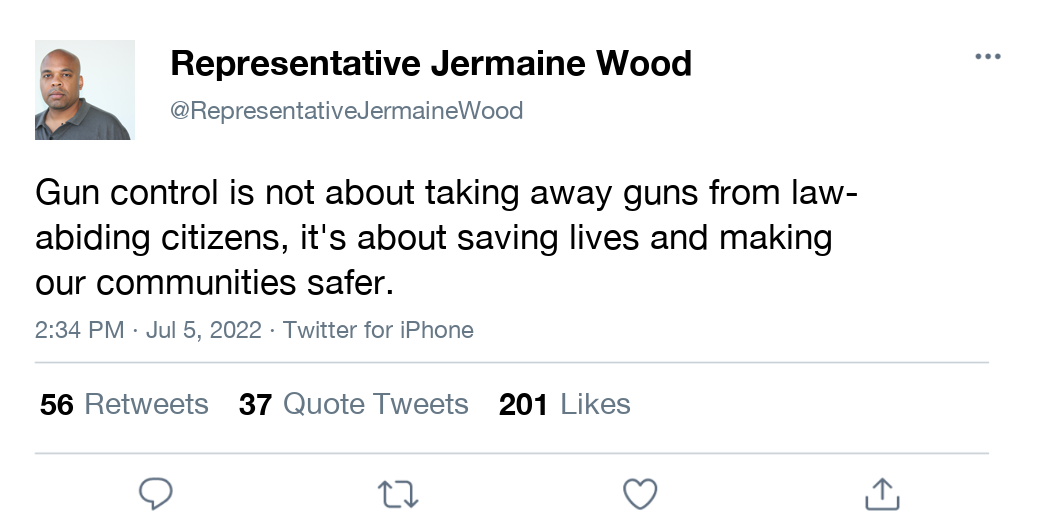 Representative Jermaine Wood
@RepresentativeJermaineWood
Gun control is not about taking away guns from law-
abiding citizens, it's about saving lives and making
our communities safer.
2:34 PM · Jul 5, 2022 · Twitter for iPhone
56 Retweets 37 Quote Tweets 201 Likes